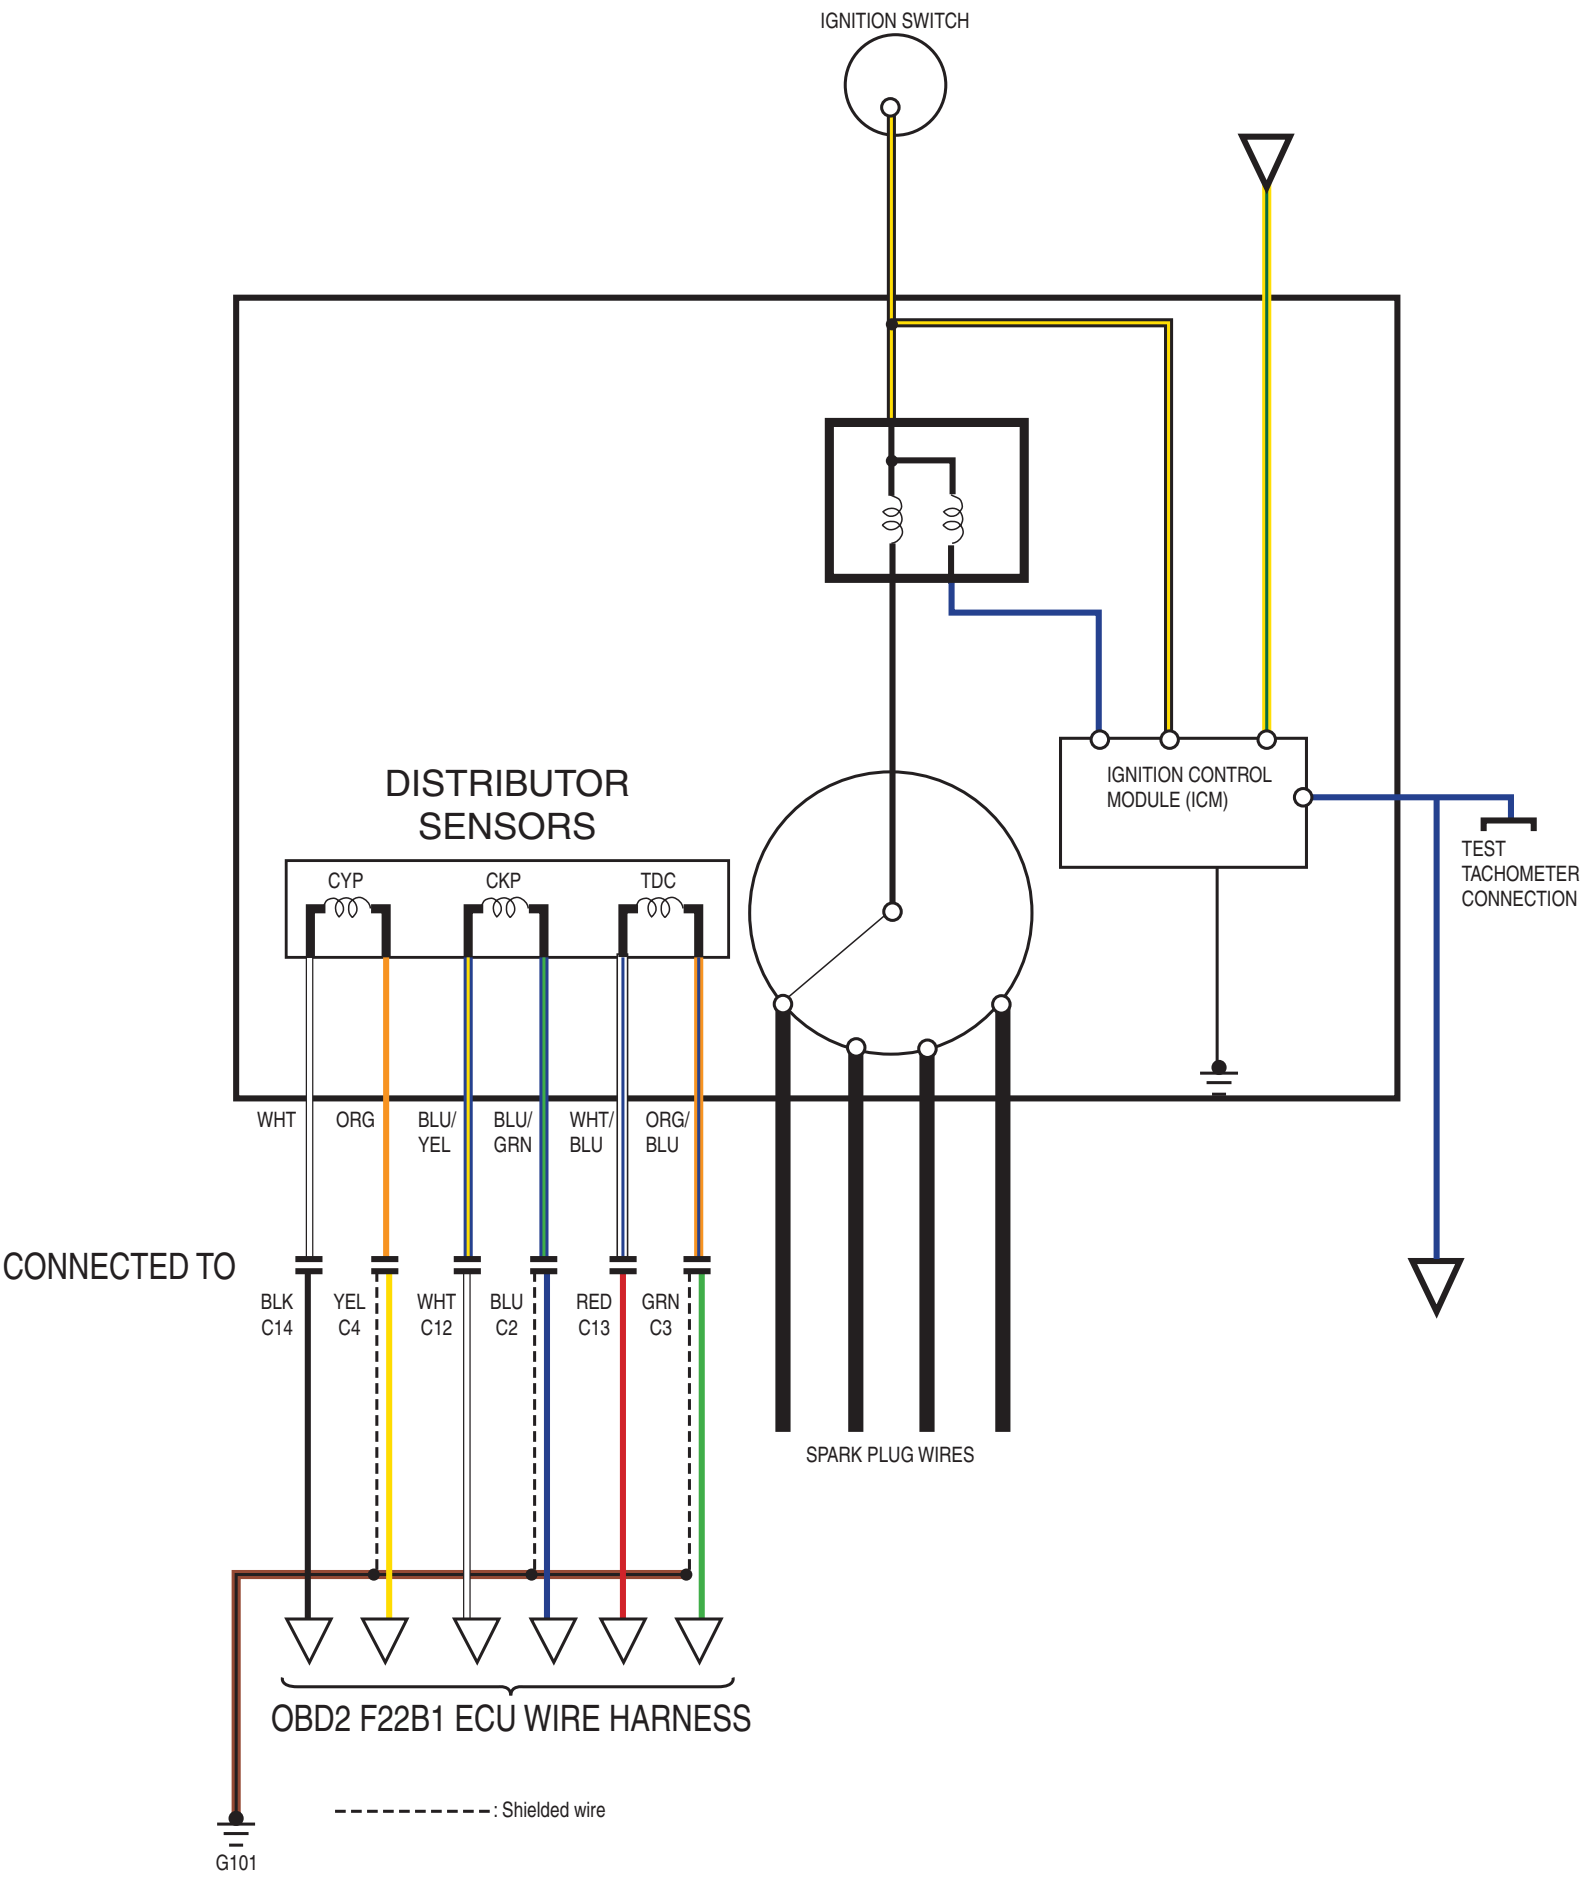 IGNITION SWITCH
IGNITION CONTROL
MODULE (ICM)
DISTRIBUTOR
SENSORS
TEST
TACHOMETER
CONNECTION
CYP
CKP
TDC
WHT
ORG
BLU/
YEL
BLU/
GRN
WHT/
BLU
ORG/
BLU
CONNECTED TO
BLK
C14
YEL
C4
WHT
C12
BLU
C2
RED
C13
GRN
C3
SPARK PLUG WIRES
OBD2 F22B1 ECU WIRE HARNESS
: Shielded wire
G101